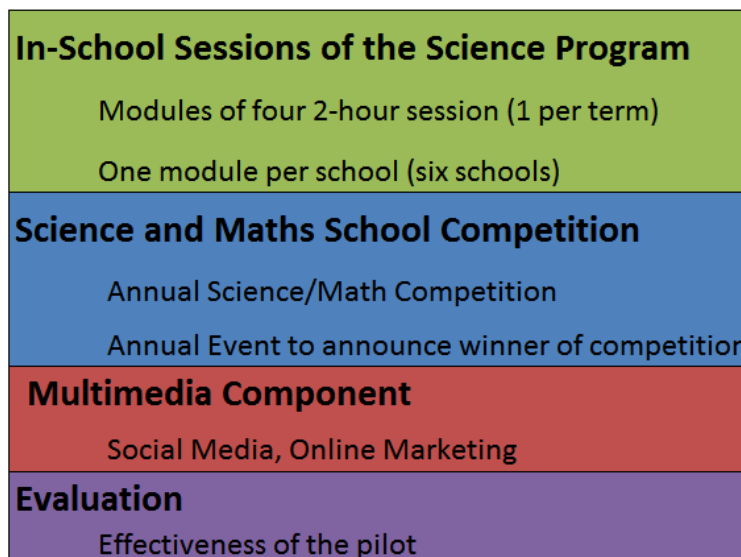 In-School Sessions of the Science Program
Modules of four 2-hour session (1 per term)
One module per school (six schools)
Science and Maths School Competition
Annual Science/Math Competition
Annual Event to announce winner of competition
Multimedia Component
Social Media, Online Marketing
Evaluation
Effectiveness of the pilot